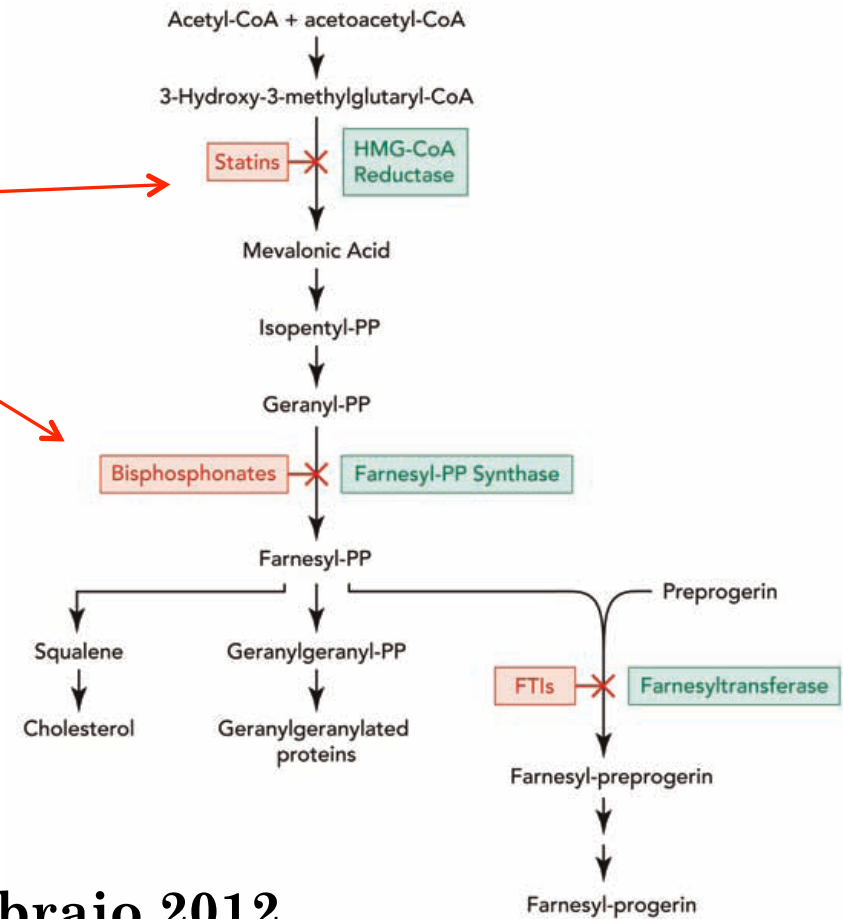 Acetyl-CoA + acetoacetyl-CoA
3-Hydroxy-3-methylglutaryl-CoA
Statins
HMG-CoA
Reductase
Mevalonic Acid
Isopentyl-PP
Geranyl-PP
Bisphosphonates
Farnesyl-PP Synthase
Farnesyl-PP
Preprogerin
Squalene
Geranylgeranyl-PP
FTIs
Farnesyltransferase
Cholesterol
Geranylgeranylated
proteins
Farnesyl-preprogerin
Farnesyl-progerin
braio 2012